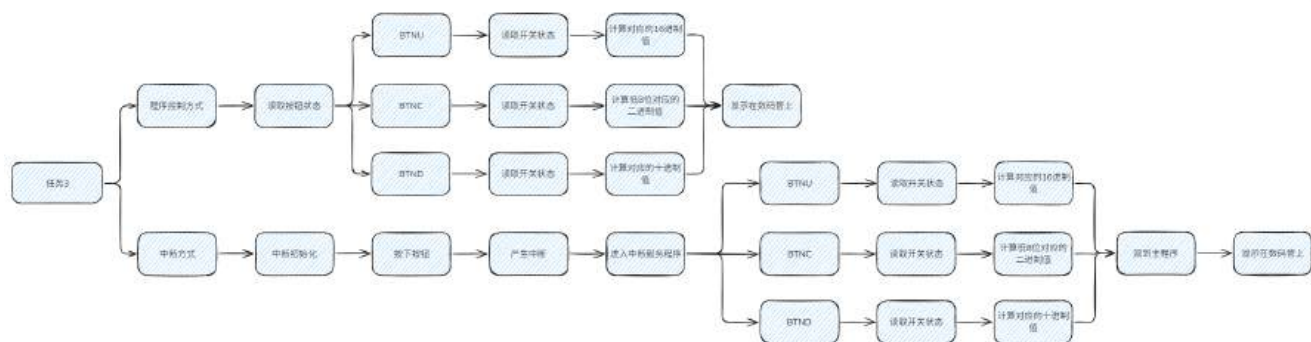 BTNU
读取开关状态
计算对应的16进制
值
程序控制方式
读取按钮状态
BTNC
读取开关状态
计算低8位对应的
二进制值
显示在数码管上
BTND
读取开关状态
计算对应的十进制
值
任务3
BTNU
读取开关状态
计算对应的16进制
值
中断方式
中断初始化
按下按钮
产生中断
进入中断服务程序
BTNC
读取开关状态
计算低8位对应的
二进制值
回到主程序
显示在数码管上
BTND
读取开关状态
计算对应的十进制
值